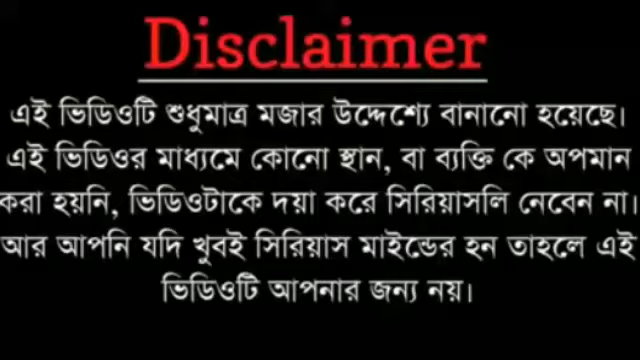 Disclaimer
এই ভিডিওটি শুধুমাত্র মজার উদ্দেশ্যে বানানো হয়েছে।
এই ভিডিওর মাধ্যমে কোনো স্থান, বা ব্যক্তি কে অপমান
করা হয়নি, ভিডিওটাকে দয়া করে সিরিয়াসলি নেবেন না।
আর আপনি যদি খুবই সিরিয়াস মাইন্ডের হন তাহলে এই
ভিডিওটি আপনার জন্য নয়।